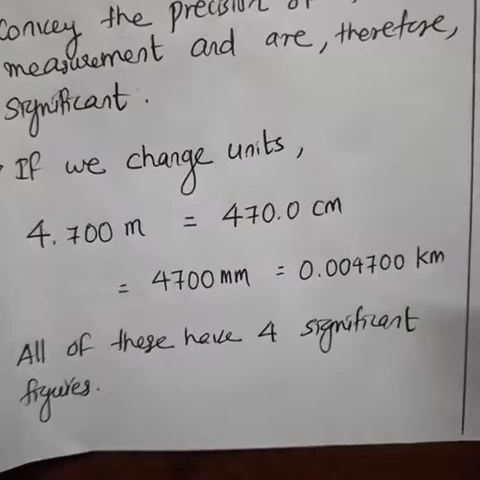 convey the precision of
measurement and are, therefore,
significant.
If we change units,
4.700 m = 470.0 cm
= 4700 mm = 0.004700 km
All of these have 4 significant
figures.